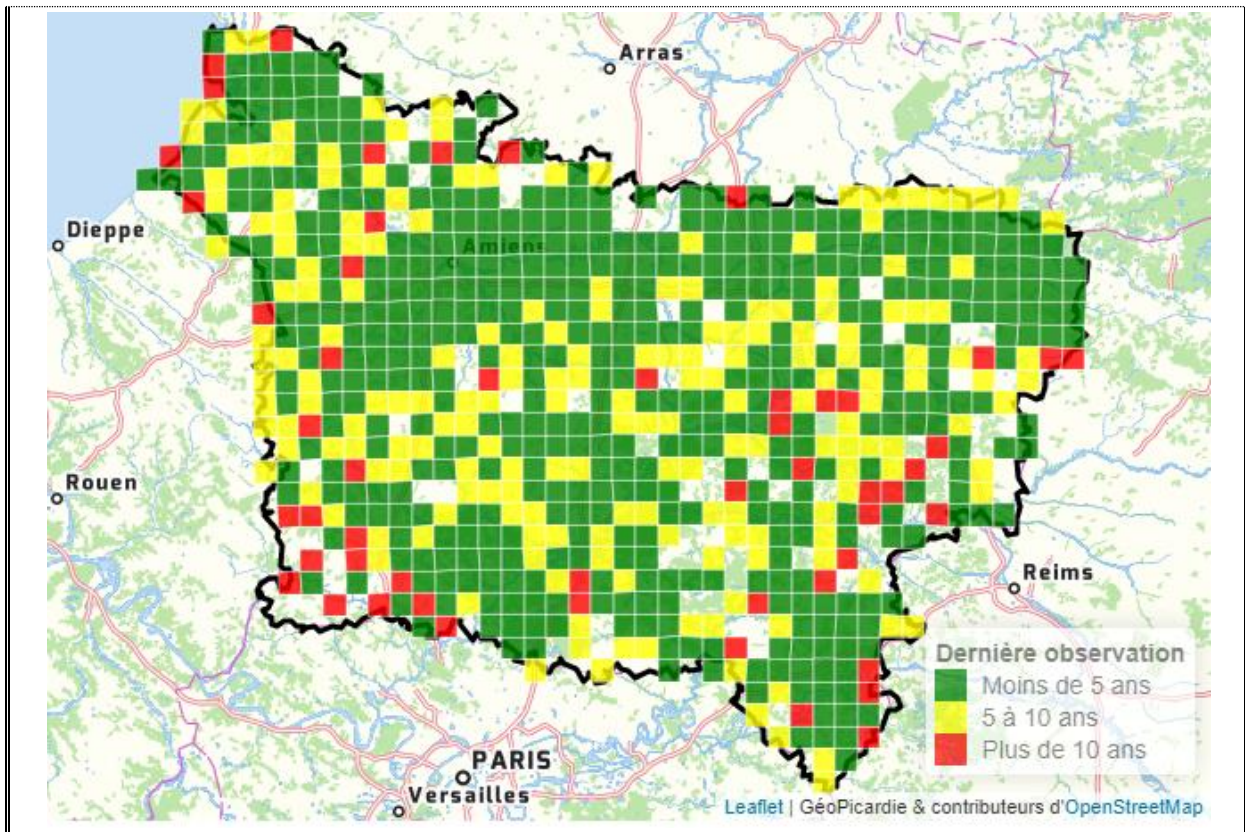 Arras
Dieppe
Amiens
Rouen
Reims
Dernière observation
Moins de 5 ans
5 à 10 ans
Plus de 10 ans
PARIS
Versailles
Leaflet | GéoPicardie & contributeurs d'OpenStreetMap